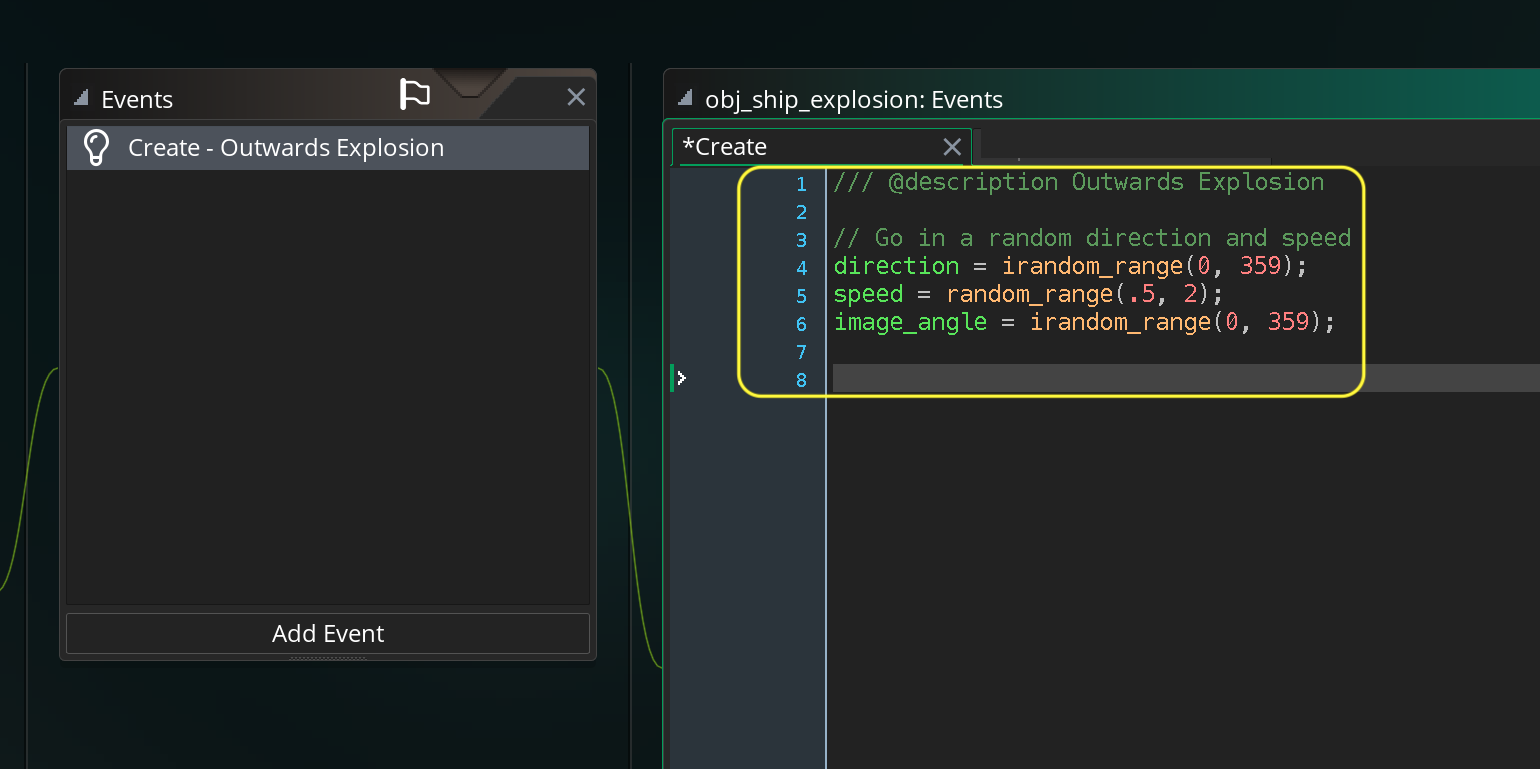 Events
Create - Outwards Explosion
Add Event
obj_ship_explosion: Events
*Create
1 /// @description Outwards Explosion
2
3 // Go in a random direction and speed
4 direction = irandom_range(0, 359);
5 speed = random_range(.5, 2);
6 image_angle = irandom_range(0, 359);
7
8